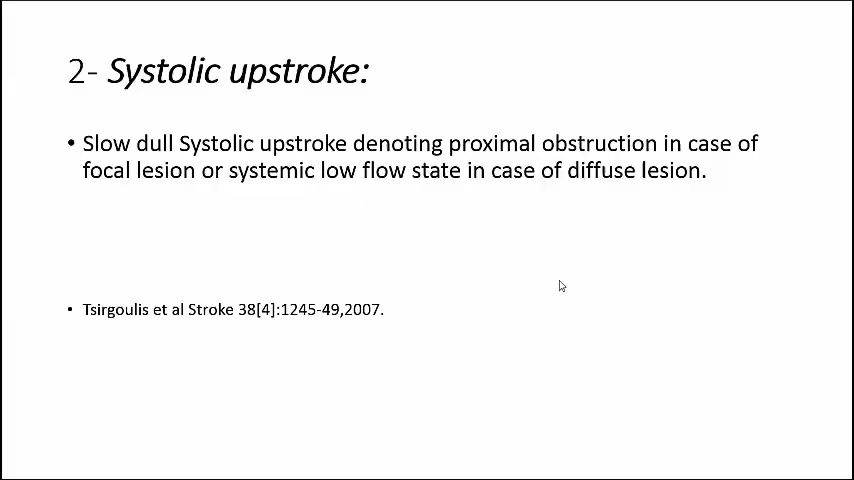 2- Systolic upstroke:
• Slow dull Systolic upstroke denoting proximal obstruction in case of
focal lesion or systemic low flow state in case of diffuse lesion.
• Tsirgoulis et al Stroke 38[4]:1245-49,2007.